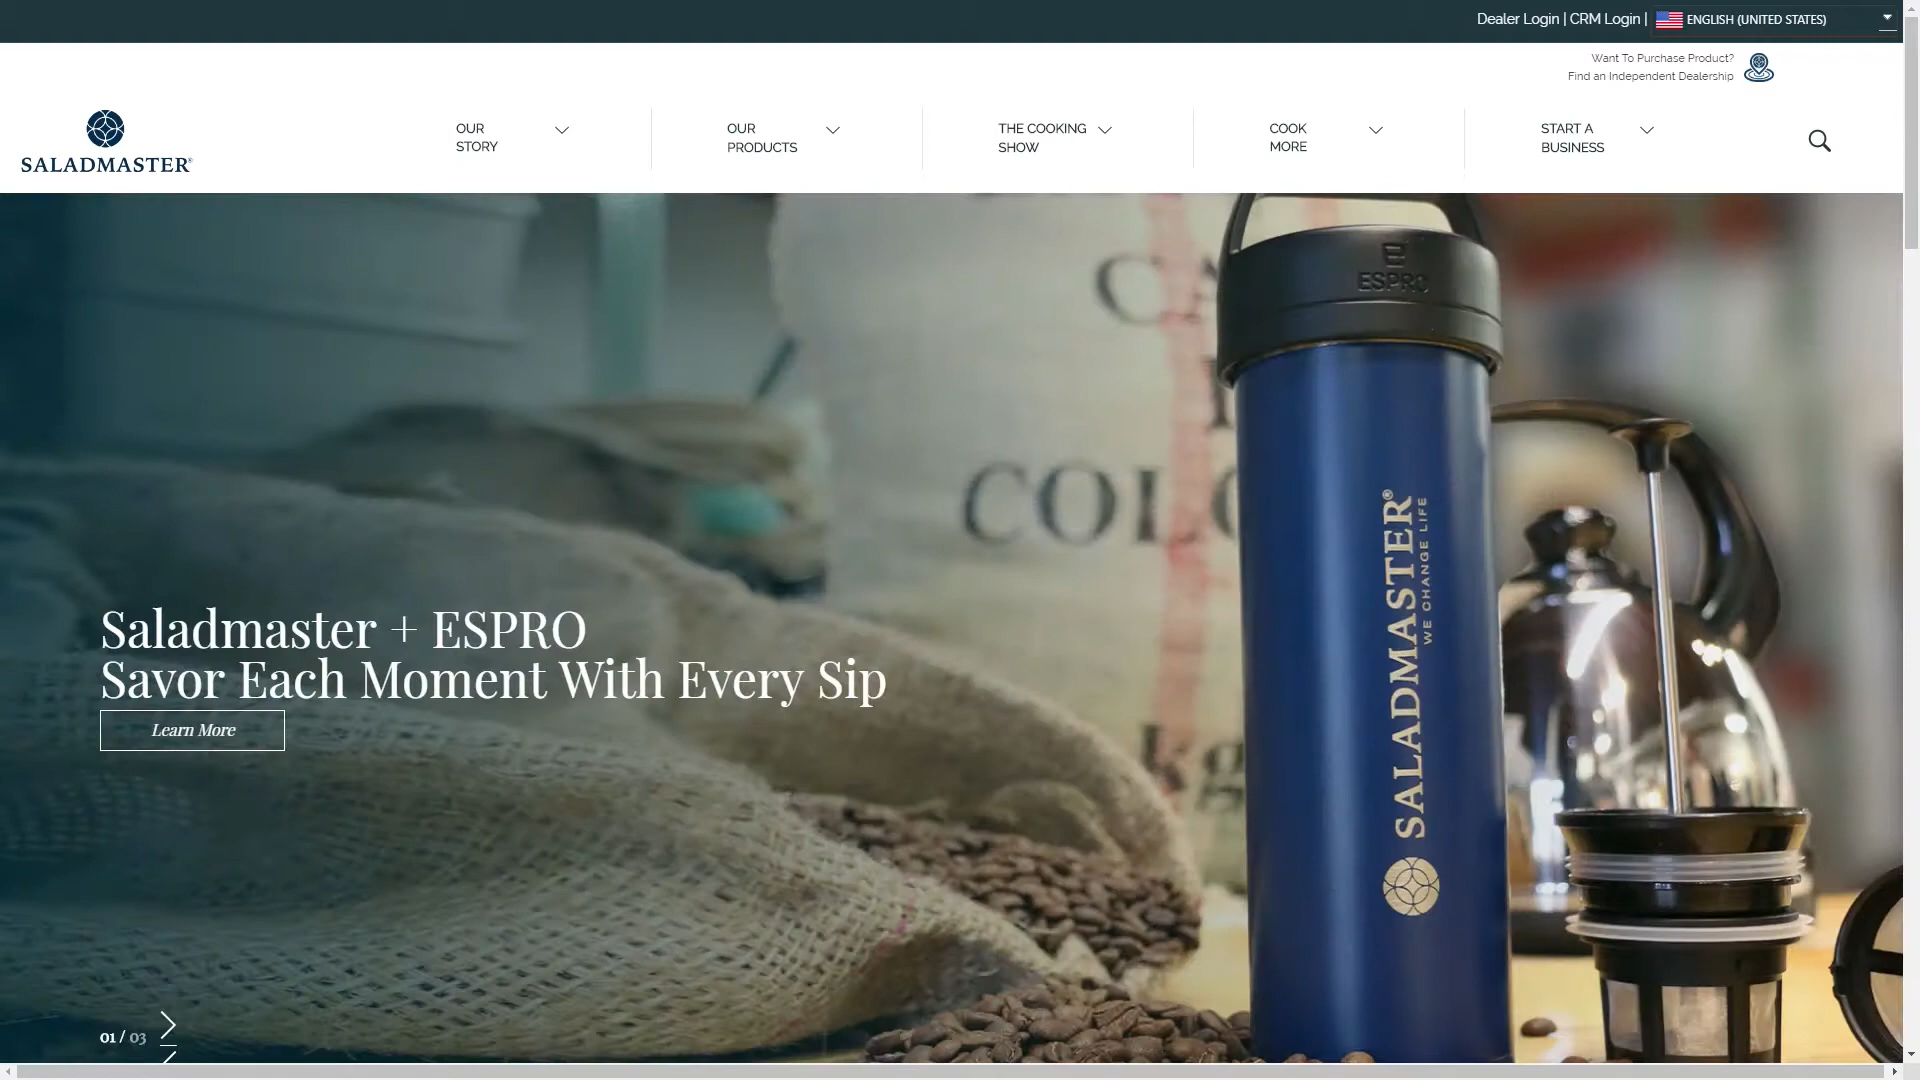 Dealer Login | CRM Login | ENGLISH (UNITED STATES)
Want To Purchase Product?
Find an Independent Dealership
SALADMASTER®
OUR
STORY
OUR
PRODUCTS
THE COOKING
SHOW
COOK
MORE
START A
BUSINESS
ESPRO
SALADMASTER®
WE CHANGE LIFE
Saladmaster + ESPRO
Savor Each Moment With Every Sip
Learn More
01 / 03